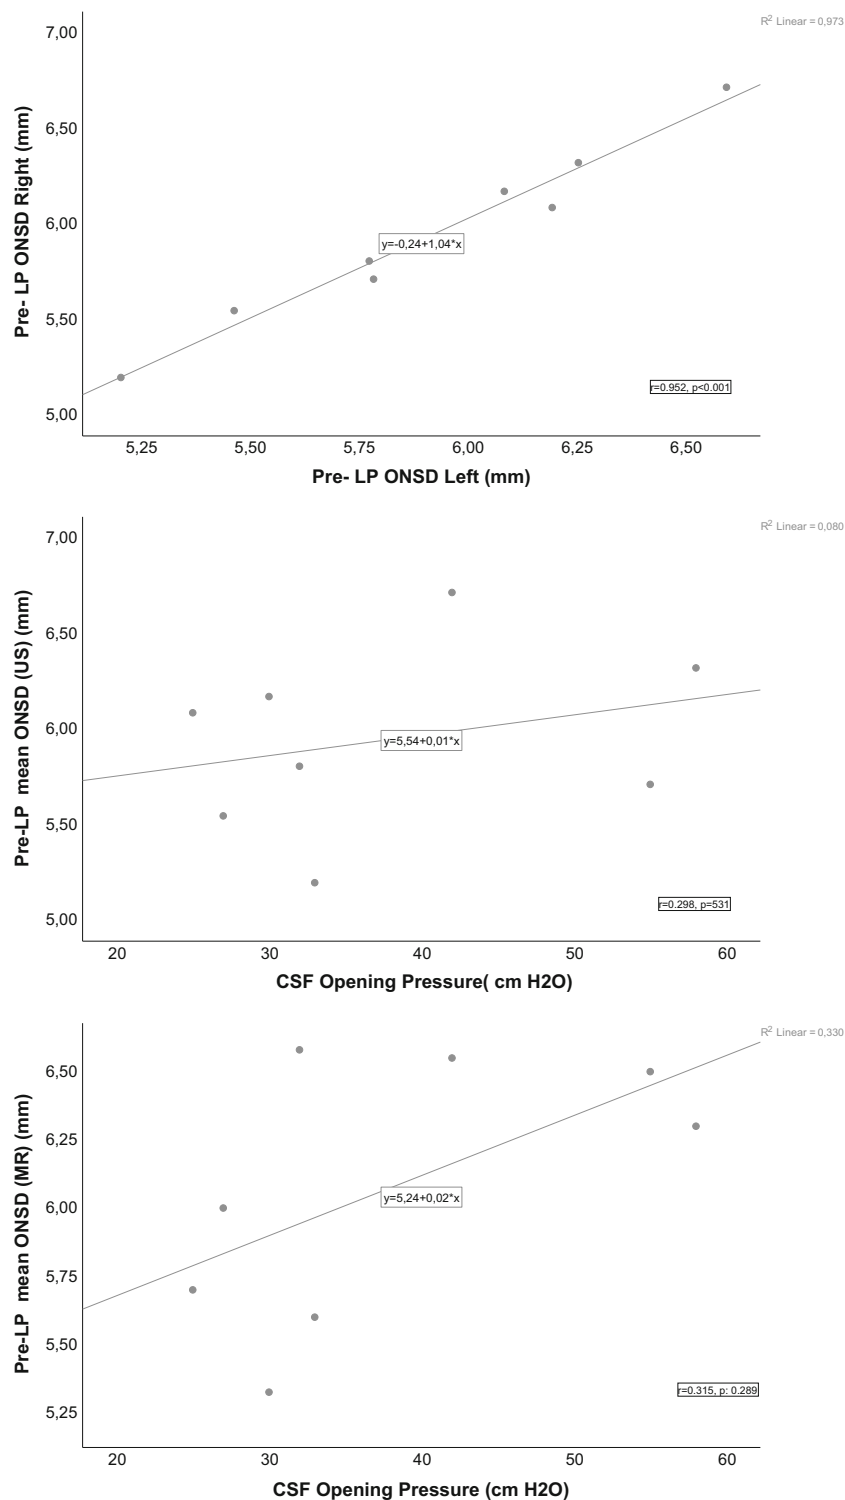 R2 Linear = 0,973
7,00
6,50
6,00
5,50
5,00
Pre- LP ONSD Right (mm)
y=-0,24+1,04*x
r=0.952, p<0.001
5,25 5,50 5,75 6,00 6,25 6,50
Pre- LP ONSD Left (mm)
R2 Linear = 0,080
7,00
6,50
6,00
5,50
5,00
Pre-LP mean ONSD (US) (mm)
y=5,54+0,01*x
r=0.298, p=531
20 30 40 50 60
CSF Opening Pressure( cm H2O)
R2 Linear = 0,330
6,50
6,25
6,00
5,75
5,50
5,25
Pre-LP mean ONSD (MR) (mm)
y=5,24+0,02*x
r=0.315, p: 0.289
20 30 40 50 60
CSF Opening Pressure (cm H2O)